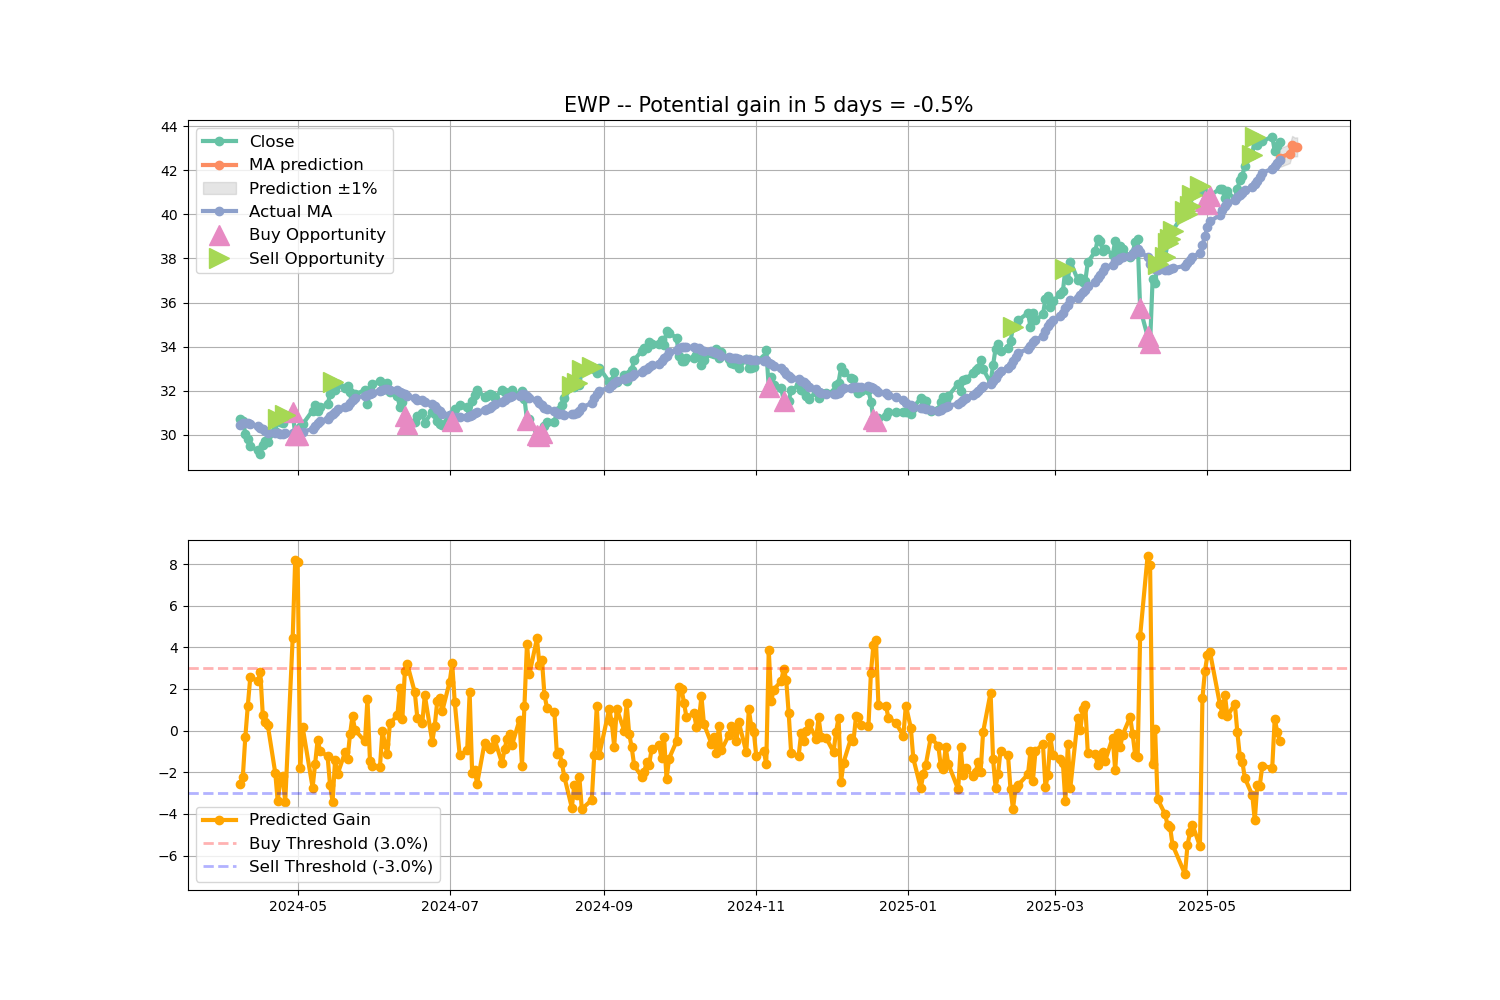 EWP -- Potential gain in 5 days = -0.5%
44
42
40
38
36
34
32
30
Close
MA prediction
Prediction ±1%
Actual MA
Buy Opportunity
Sell Opportunity
8
6
4
2
0
−2
−4
−6
Predicted Gain
Buy Threshold (3.0%)
Sell Threshold (-3.0%)
2024-05 2024-07 2024-09 2024-11 2025-01 2025-03 2025-05